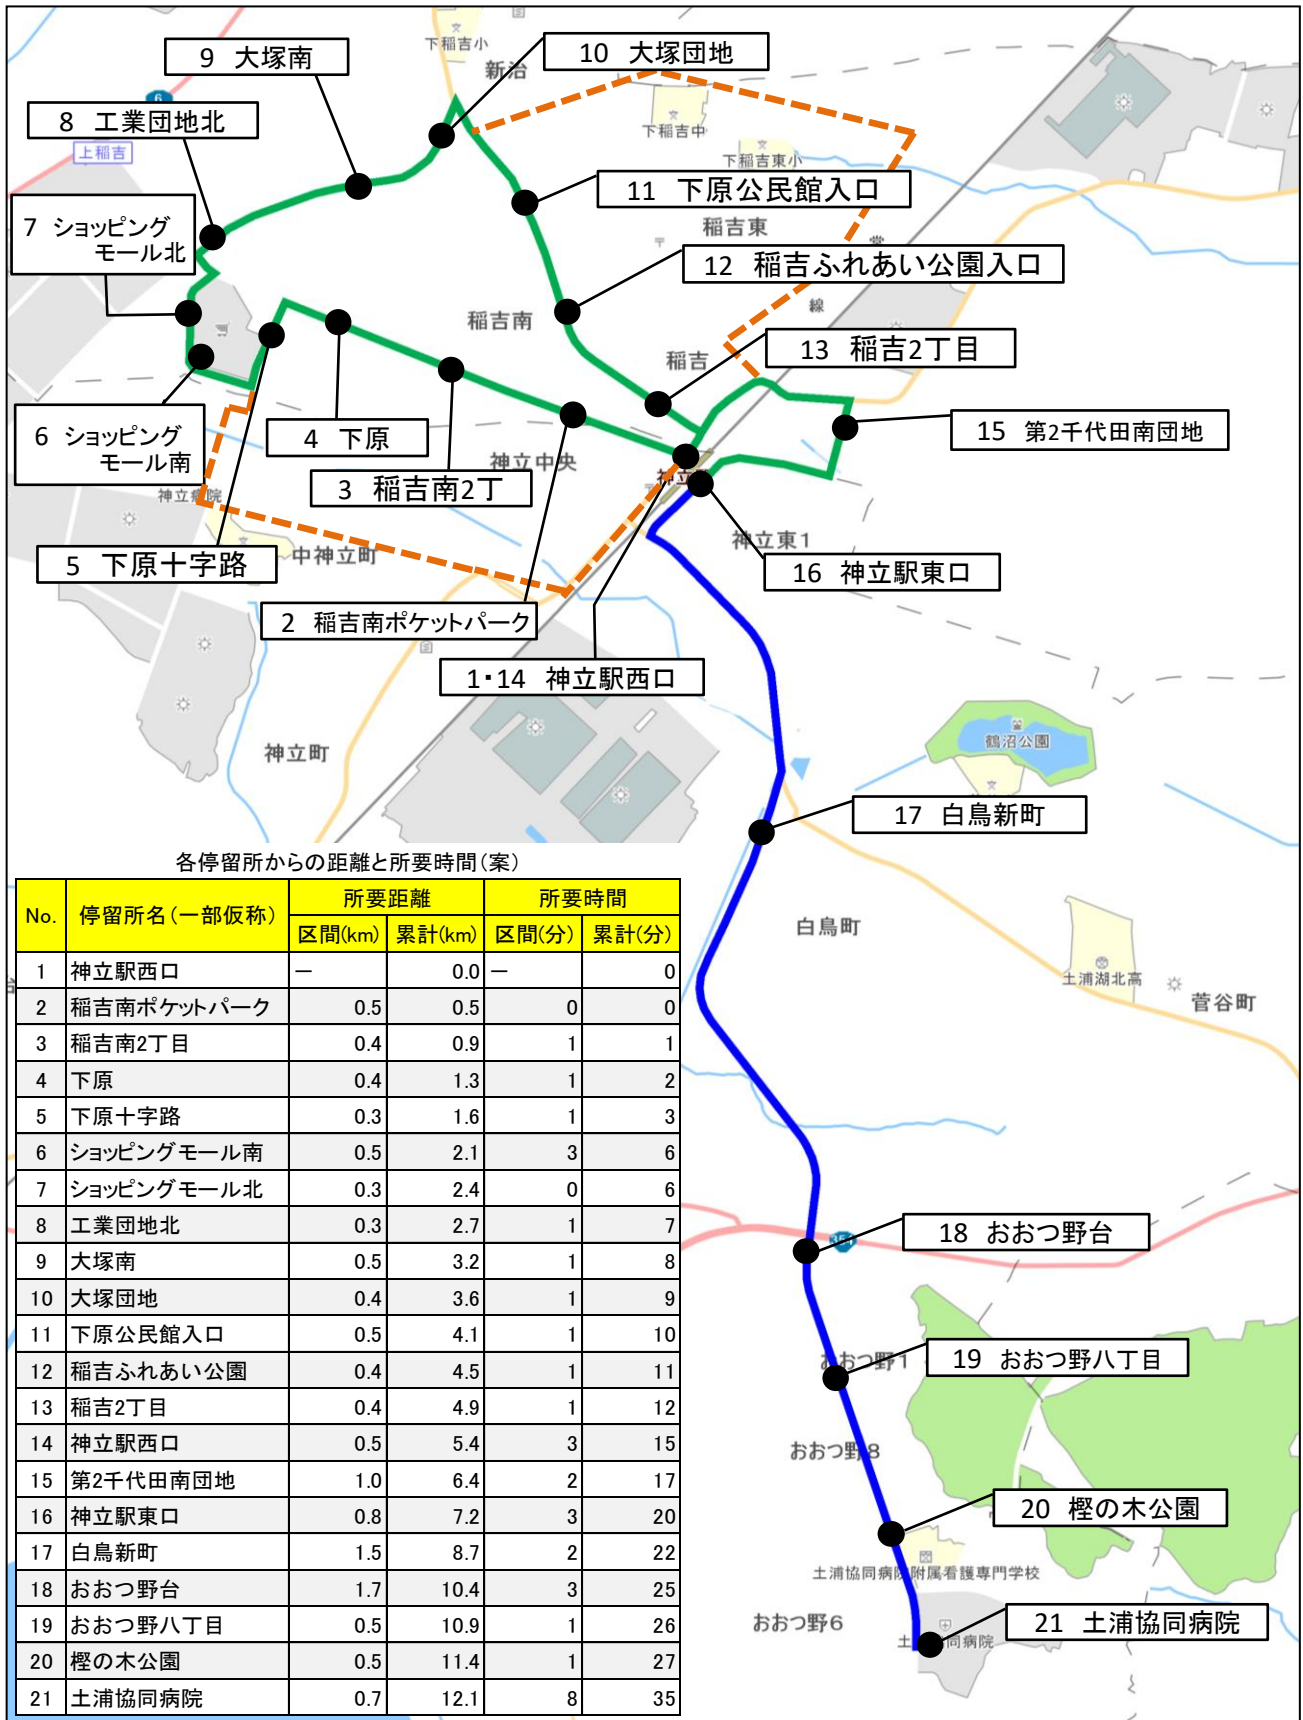 下稲吉小
新治
10 大塚団地
9 大塚南
6
8 工業団地北
上稲吉
下稲吉中
下稲吉東小
11 下原公民館入口
7 ショッピング
モール北
稲吉東
12 稲吉ふれあい公園入口
線
稲吉南
稲吉
13 稲吉2丁目
6 ショッピング
モール南
4 下原
15 第2千代田南団地
神立中央
3 稲吉南2丁
神立病院
神立東1
5 下原十字路
中神立町
16 神立駅東口
2 稲吉南ポケットパーク
1・14 神立駅西口
神立町
鶴沼公園
17 白鳥新町
白鳥町
土浦湖北高
菅谷町
18 おおつ野台
354
19 おおつ野八丁目
おおつ野1
おおつ野8
20 樫の木公園
土浦協同病院附属看護専門学校
おおつ野6
21 土浦協同病院
土浦協同病院
各停留所からの距離と所要時間(案)
No. 停留所名(一部仮称) 所要距離 所要時間
区間(km) 累計(km) 区間(分) 累計(分)
1 神立駅西口 － 0.0 － 0
2 稲吉南ポケットパーク 0.5 0.5 0 0
3 稲吉南2丁目 0.4 0.9 1 1
4 下原 0.4 1.3 1 2
5 下原十字路 0.3 1.6 1 3
6 ショッピングモール南 0.5 2.1 3 6
7 ショッピングモール北 0.3 2.4 0 6
8 工業団地北 0.3 2.7 1 7
9 大塚南 0.5 3.2 1 8
10 大塚団地 0.4 3.6 1 9
11 下原公民館入口 0.5 4.1 1 10
12 稲吉ふれあい公園 0.4 4.5 1 11
13 稲吉2丁目 0.4 4.9 1 12
14 神立駅西口 0.5 5.4 3 15
15 第2千代田南団地 1.0 6.4 2 17
16 神立駅東口 0.8 7.2 3 20
17 白鳥新町 1.5 8.7 2 22
18 おおつ野台 1.7 10.4 3 25
19 おおつ野八丁目 0.5 10.9 1 26
20 樫の木公園 0.5 11.4 1 27
21 土浦協同病院 0.7 12.1 8 35